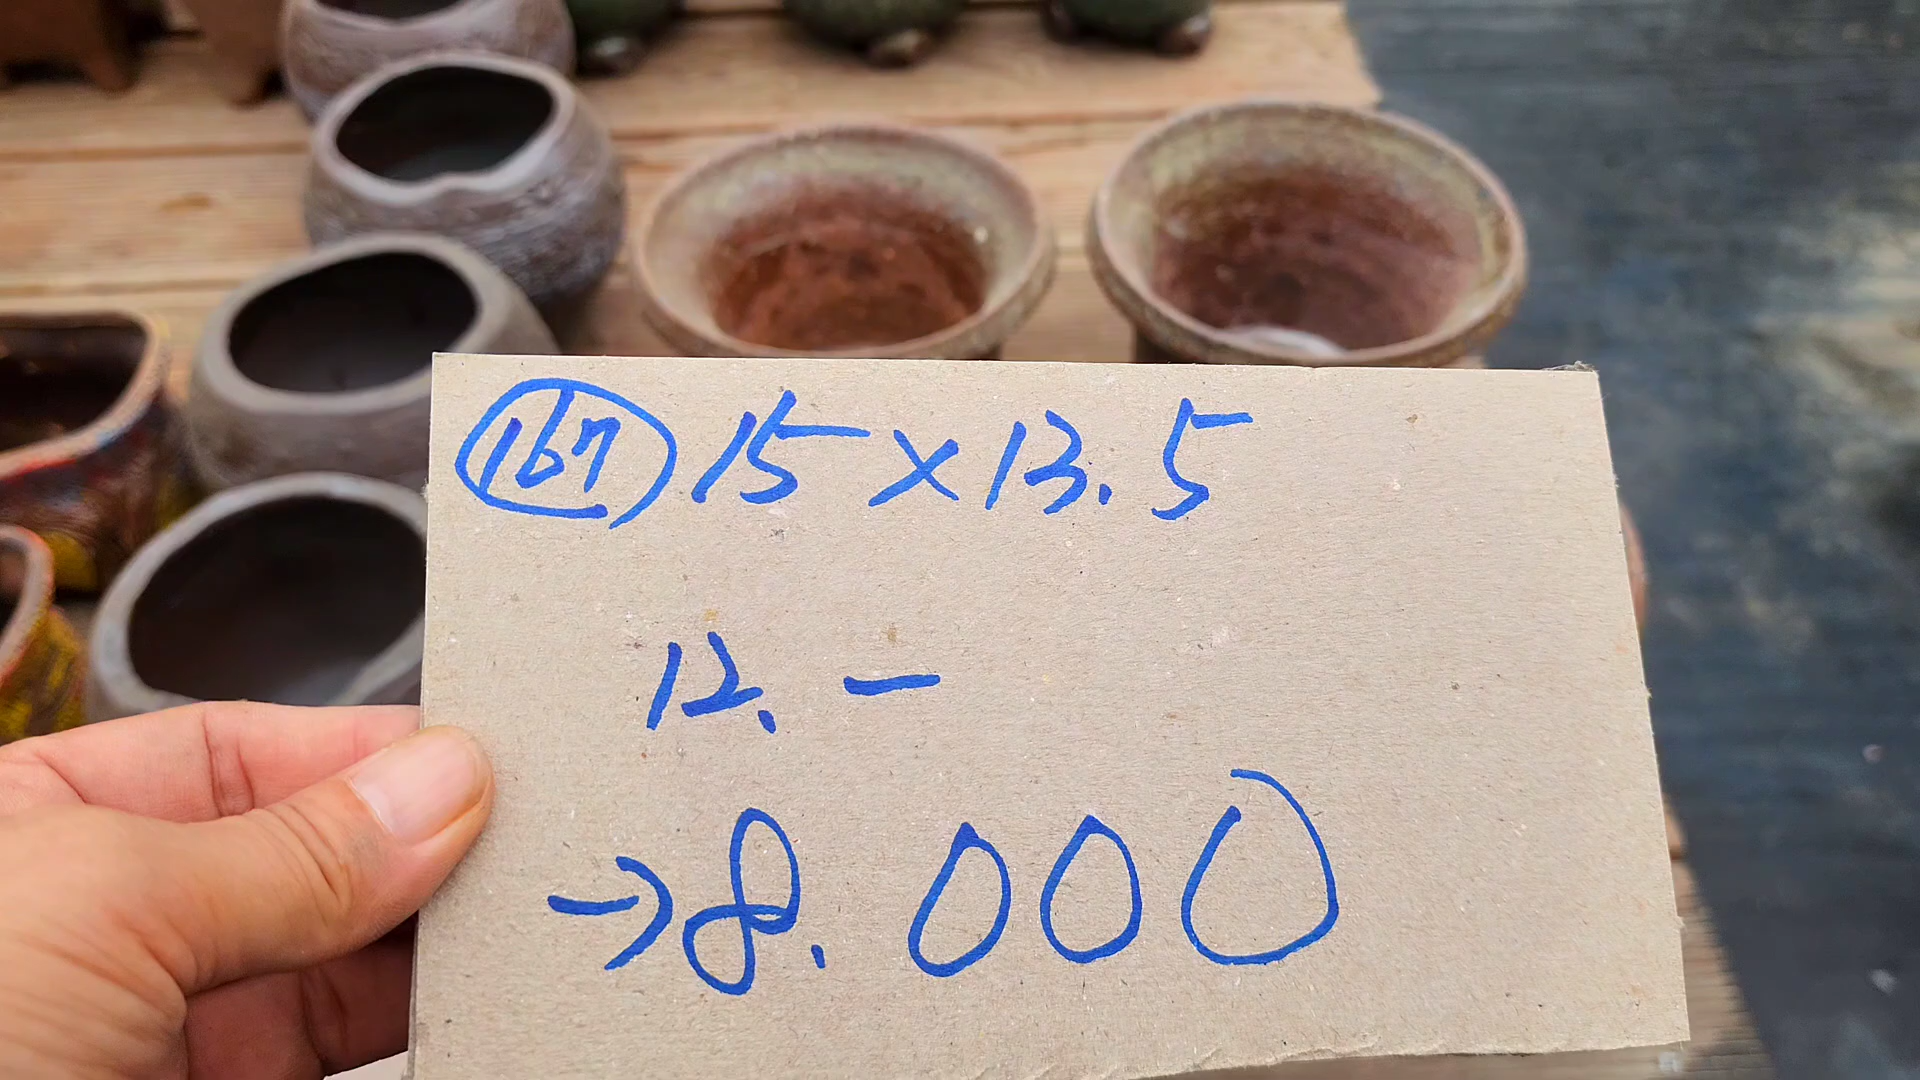 167 15 x 13.5
12. -
→ 8.000